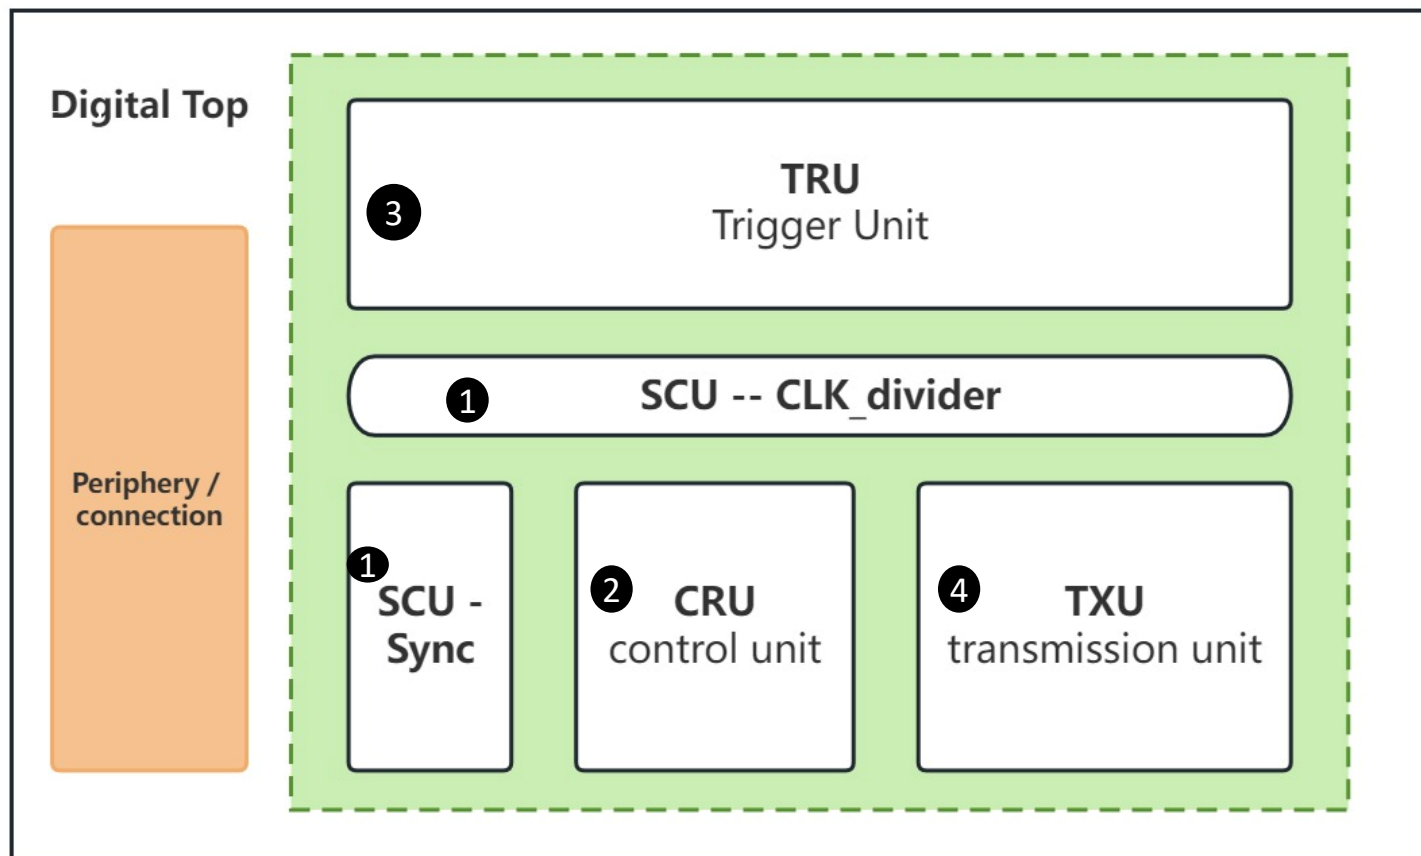 Digital Top
TRU
3
Trigger Unit
1
SCU -- CLK_divider
Periphery /
connection
1
SCU -
Sync
2
CRU
control unit
4
TXU
transmission unit